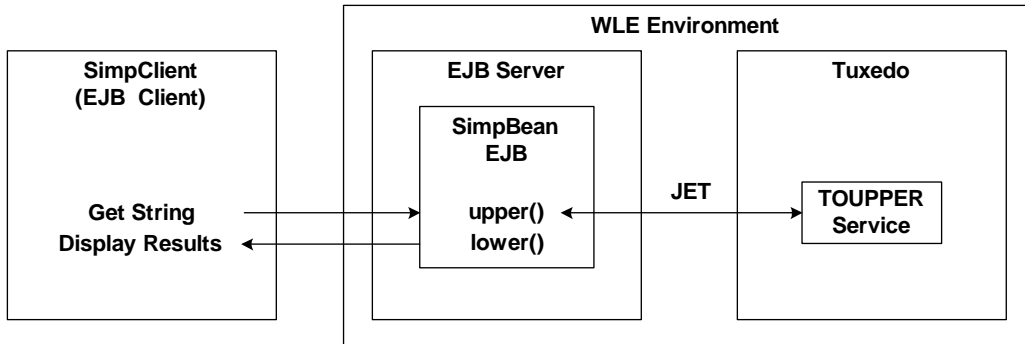 WLE Environment
SimpClient
(EJB Client)
Get String
Display Results
EJB Server
SimpBean
EJB
upper()
lower()
JET
Tuxedo
TOUPPER
Service